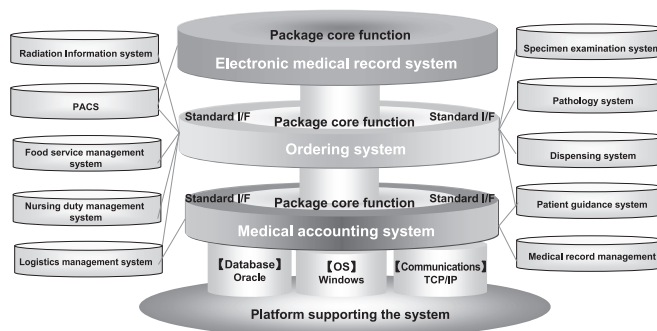 Radiation Information system
PACS
Food service management
system
Nursing duty management
system
Logistics management system
Package core function
Electronic medical record system
Standard I/F
Package core function
Standard I/F
Ordering system
Standard I/F
Package core function
Standard I/F
Medical accounting system
【Database】
Oracle
【OS】
Windows
【Communications】
TCP/IP
Platform supporting the system
Specimen examination system
Pathology system
Dispensing system
Patient guidance system
Medical record management